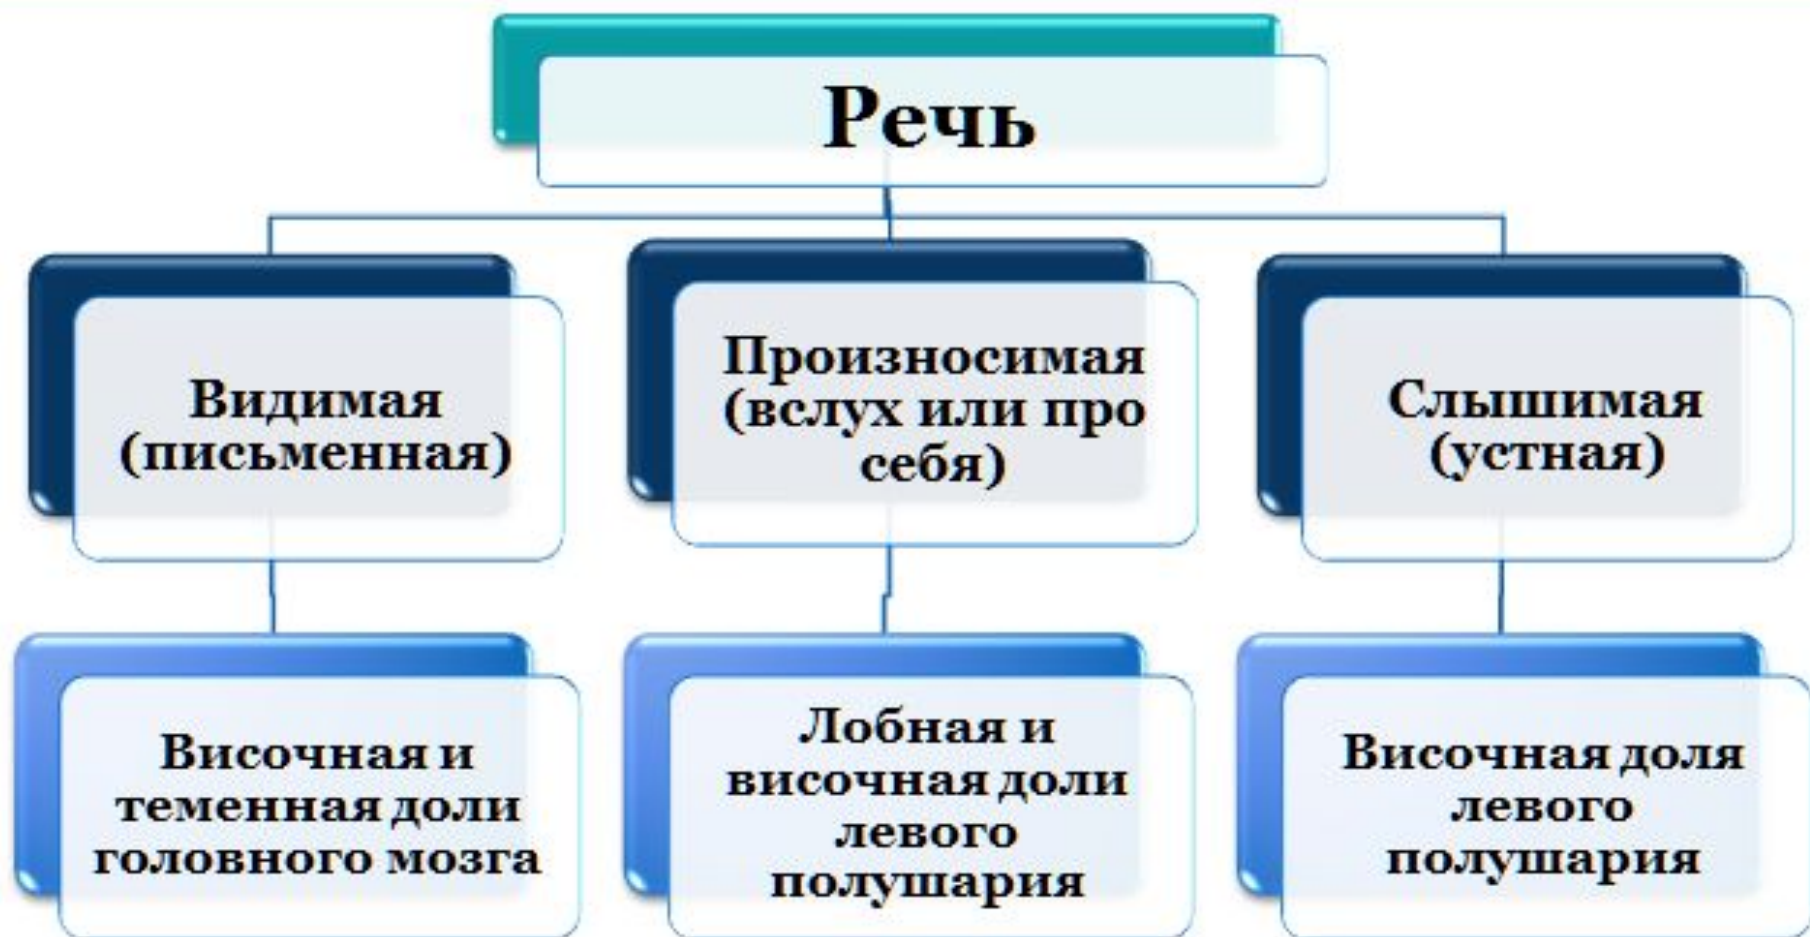 Речь
Видимая
(письменная)
Произносимая
(вслух или про
себя)
Слышимая
(устная)
Височная и
теменная доли
головного мозга
Лобная и
височная доли
левого
полушария
Височная доля
левого
полушария